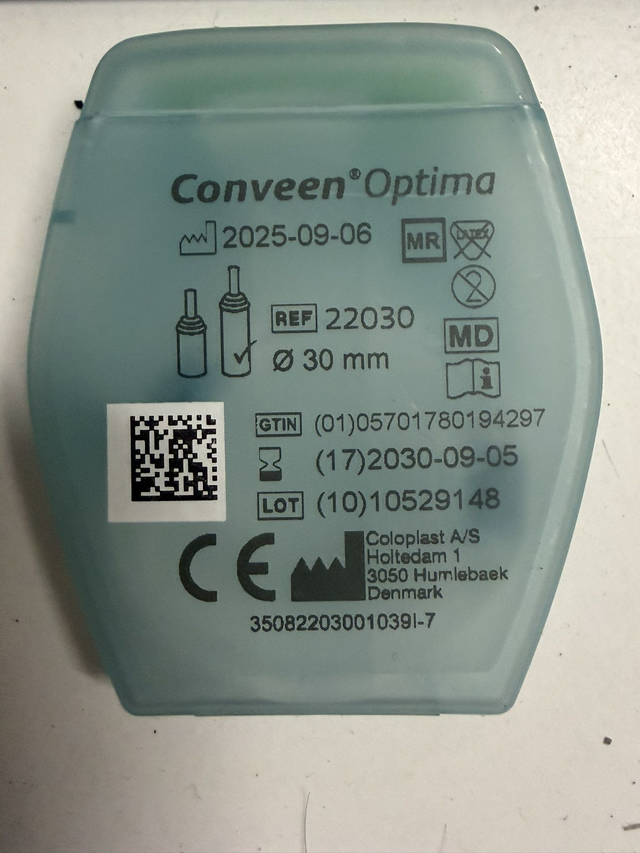 Conveen® Optima
2025-09-06 MR LATEX
2
REF 22030 MD
Ø 30 mm i
GTIN (01)05701780194297
(17)2030-09-05
LOT (10)10529148
CE Coloplast A/S
Holtedam 1
3050 Humlebaek
Denmark
35082203001039I-7